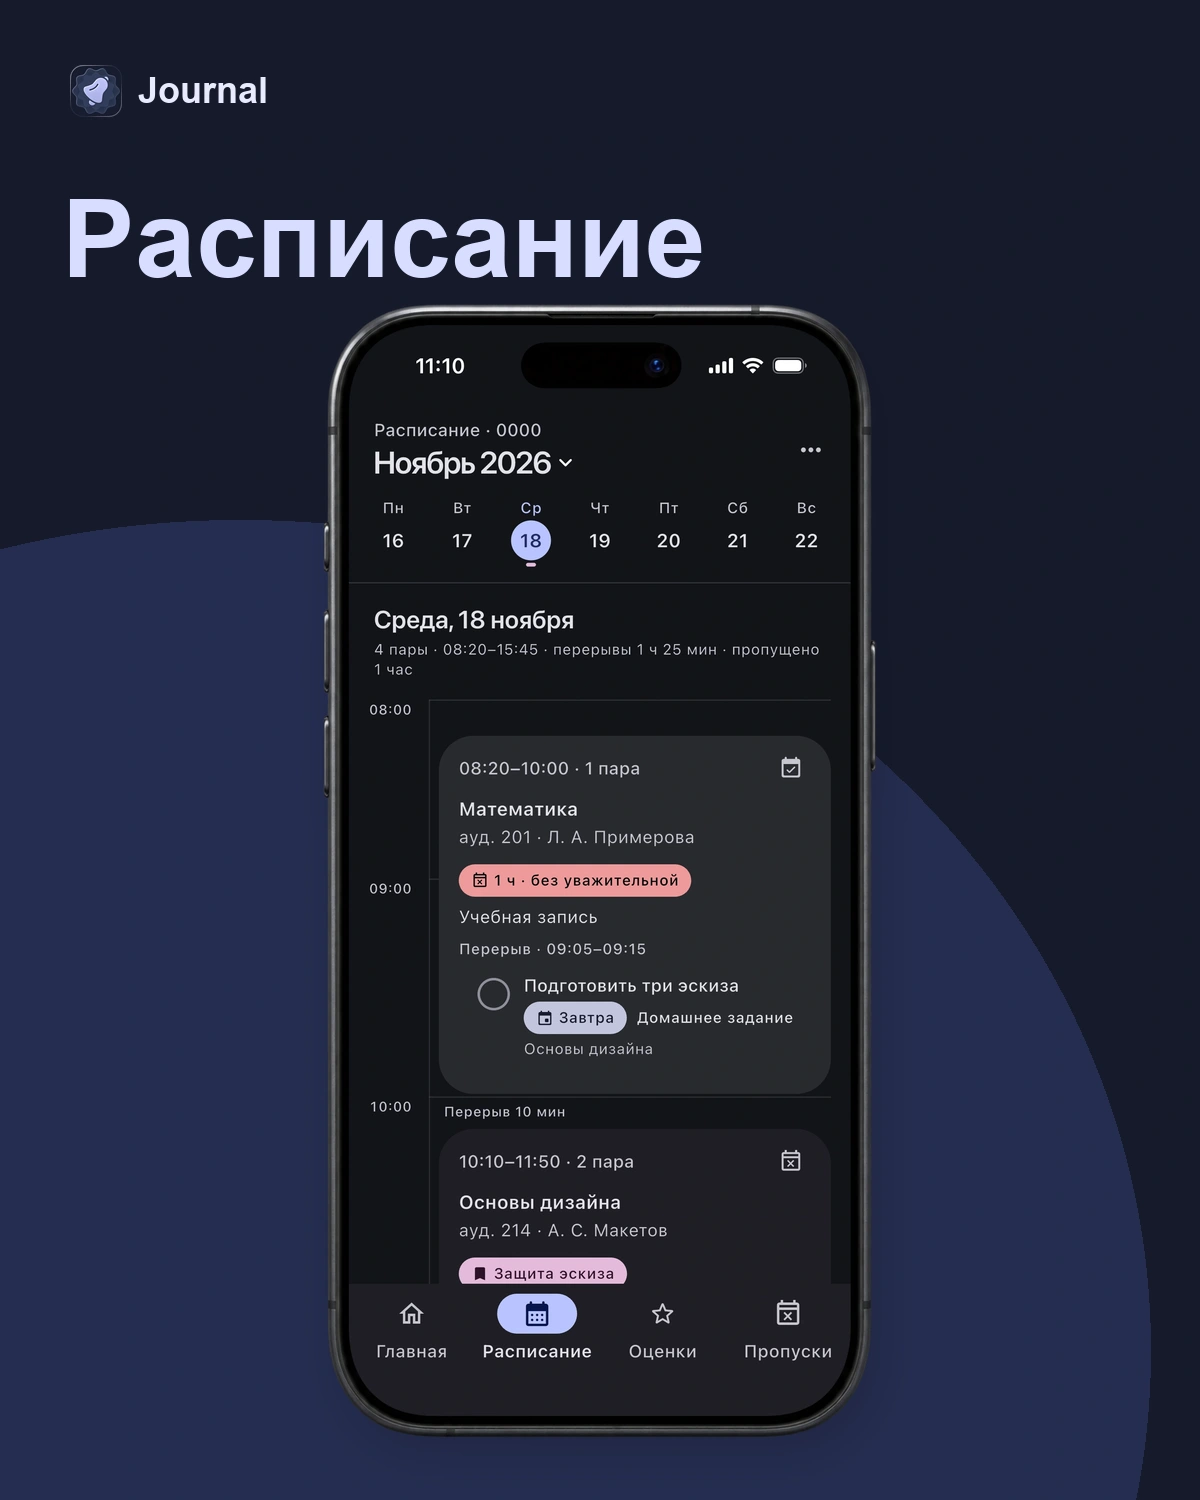 Journal
Расписание
11:10
Расписание · 0000
Ноябрь 2026
Пн Вт Ср Чт Пт Сб Вс
16 17 18 19 20 21 22
Среда, 18 ноября
4 пары · 08:20–15:45 · перерывы 1 ч 25 мин · пропущено
1 час
08:00
08:20–10:00 · 1 пара
Математика
ауд. 201 · Л. А. Примерова
1 ч · без уважительной
09:00
Учебная запись
Перерыв · 09:05–09:15
Подготовить три эскиза
Завтра Домашнее задание
Основы дизайна
10:00
Перерыв 10 мин
10:10–11:50 · 2 пара
Основы дизайна
ауд. 214 · А. С. Макетов
Защита эскиза
Главная Расписание Оценки Пропуски